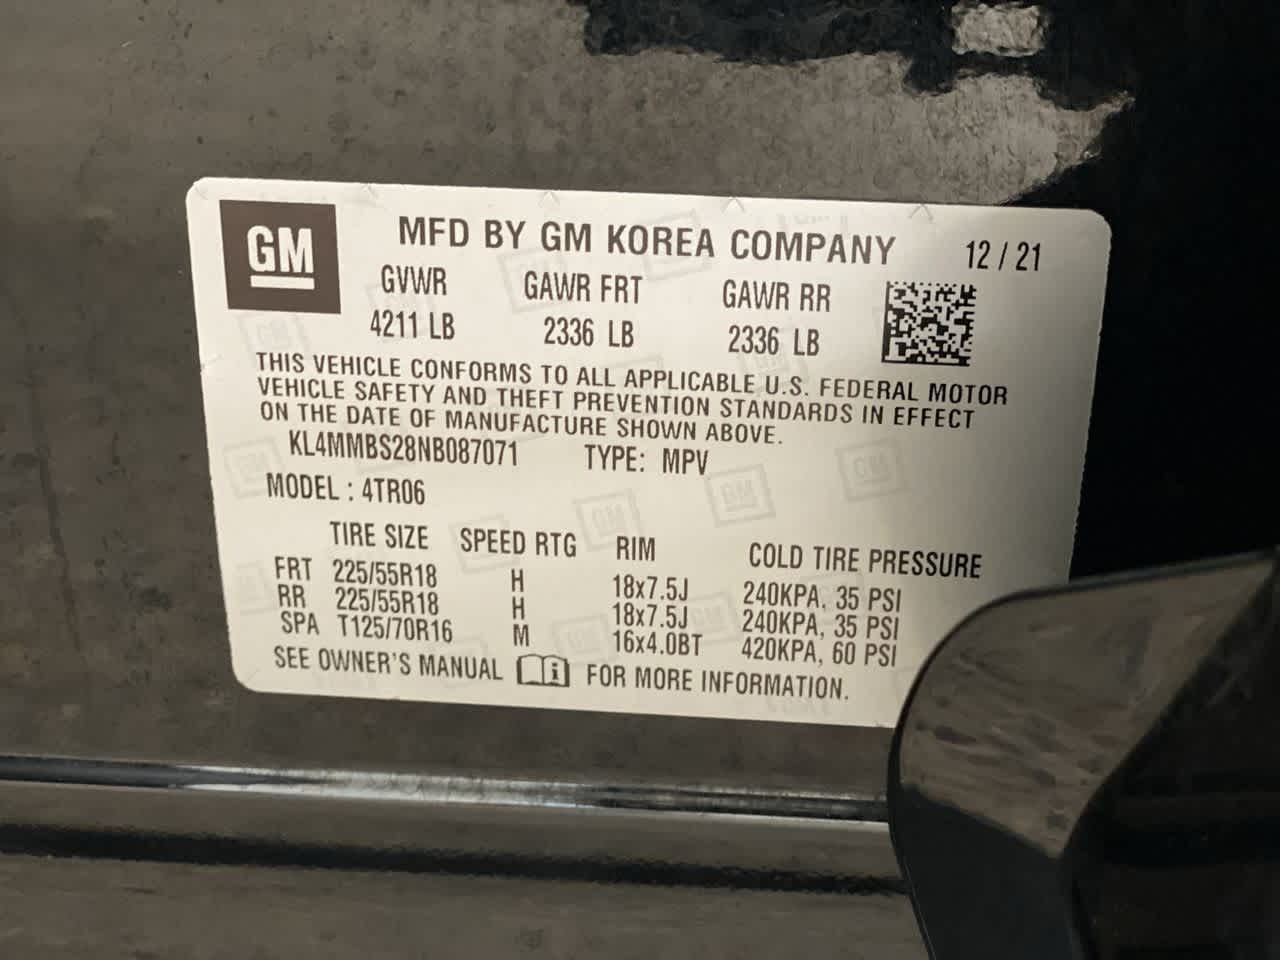 GM
MFD BY GM KOREA COMPANY 12 / 21
GVWR GAWR FRT GAWR RR
4211 LB 2336 LB 2336 LB
THIS VEHICLE CONFORMS TO ALL APPLICABLE U.S. FEDERAL MOTOR
VEHICLE SAFETY AND THEFT PREVENTION STANDARDS IN EFFECT
ON THE DATE OF MANUFACTURE SHOWN ABOVE.
KL4MMBS28NB087071 TYPE: MPV
MODEL : 4TR06
TIRE SIZE SPEED RTG RIM COLD TIRE PRESSURE
FRT 225/55R18 H 18x7.5J 240KPA, 35 PSI
RR 225/55R18 H 18x7.5J 240KPA, 35 PSI
SPA T125/70R16 M 16x4.0BT 420KPA, 60 PSI
SEE OWNER'S MANUAL i FOR MORE INFORMATION.